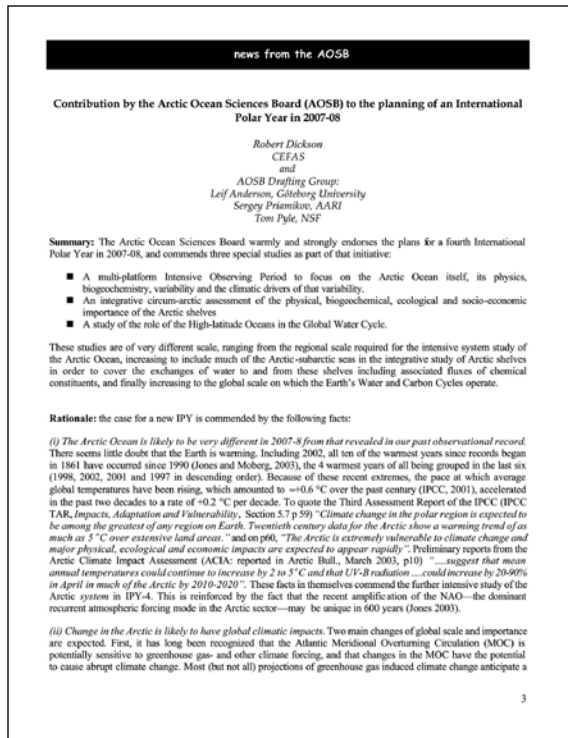 news from the AOSB
Contribution by the Arctic Ocean Sciences Board (AOSB) to the planning of an International
Polar Year in 2007-08
Robert Dickson
CEFAS
and
AOSB Drafting Group:
Leif Anderson, Göteborg University
Sergey Priamikov, AARI
Tom Pyle, NSF
Summary: The Arctic Ocean Sciences Board warmly and strongly endorses the plans for a fourth International
Polar Year in 2007-08, and commends three special studies as part of that initiative:
■ A multi-platform Intensive Observing Period to focus on the Arctic Ocean itself, its physics,
biogeochemistry, variability and the climatic drivers of that variability.
■ An integrative circum-arctic assessment of the physical, biogeochemical, ecological and socio-economic
importance of the Arctic shelves
■ A study of the role of the High-latitude Oceans in the Global Water Cycle.
These studies are of very different scale, ranging from the regional scale required for the intensive system study of
the Arctic Ocean, increasing to include much of the Arctic-subarctic seas in the integrative study of Arctic shelves
in order to cover the exchanges of water to and from these shelves including associated fluxes of chemical
constituents, and finally increasing to the global scale on which the Earth's Water and Carbon Cycles operate.
Rationale: the case for a new IPY is commended by the following facts:
(i) The Arctic Ocean is likely to be very different in 2007-8 from that revealed in our past observational record.
There seems little doubt that the Earth is warming. Including 2002, all ten of the warmest years since records began
in 1861 have occurred since 1990 (Jones and Moberg, 2003), the 4 warmest years of all being grouped in the last six
(1998, 2002, 2001 and 1997 in descending order). Because of these recent extremes, the pace at which average
global temperatures have been rising, which amounted to ≈+0.6 °C over the past century (IPCC, 2001), accelerated
in the past two decades to a rate of +0.2 °C per decade. To quote the Third Assessment Report of the IPCC (IPCC
TAR, Impacts, Adaptation and Vulnerability, Section 5.7 p 59) "Climate change in the polar region is expected to
be among the greatest of any region on Earth. Twentieth century data for the Arctic show a warming trend of as
much as 5 °C over extensive land areas." and on p60, "The Arctic is extremely vulnerable to climate change and
major physical, ecological and economic impacts are expected to appear rapidly". Preliminary reports from the
Arctic Climate Impact Assessment (ACIA: reported in Arctic Bull., March 2003, p10) "....suggest that mean
annual temperatures could continue to increase by 2 to 5°C and that UV-B radiation ....could increase by 20-90%
in April in much of the Arctic by 2010-2020". These facts in themselves commend the further intensive study of the
Arctic system in IPY-4. This is reinforced by the fact that the recent amplification of the NAO—the dominant
recurrent atmospheric forcing mode in the Arctic sector—may be unique in 600 years (Jones 2003).
(ii) Change in the Arctic is likely to have global climatic impacts. Two main changes of global scale and importance
are expected. First, it has long been recognized that the Atlantic Meridional Overturning Circulation (MOC) is
potentially sensitive to greenhouse gas- and other climate forcing, and that changes in the MOC have the potential
to cause abrupt climate change. Most (but not all) projections of greenhouse gas induced climate change anticipate a
3